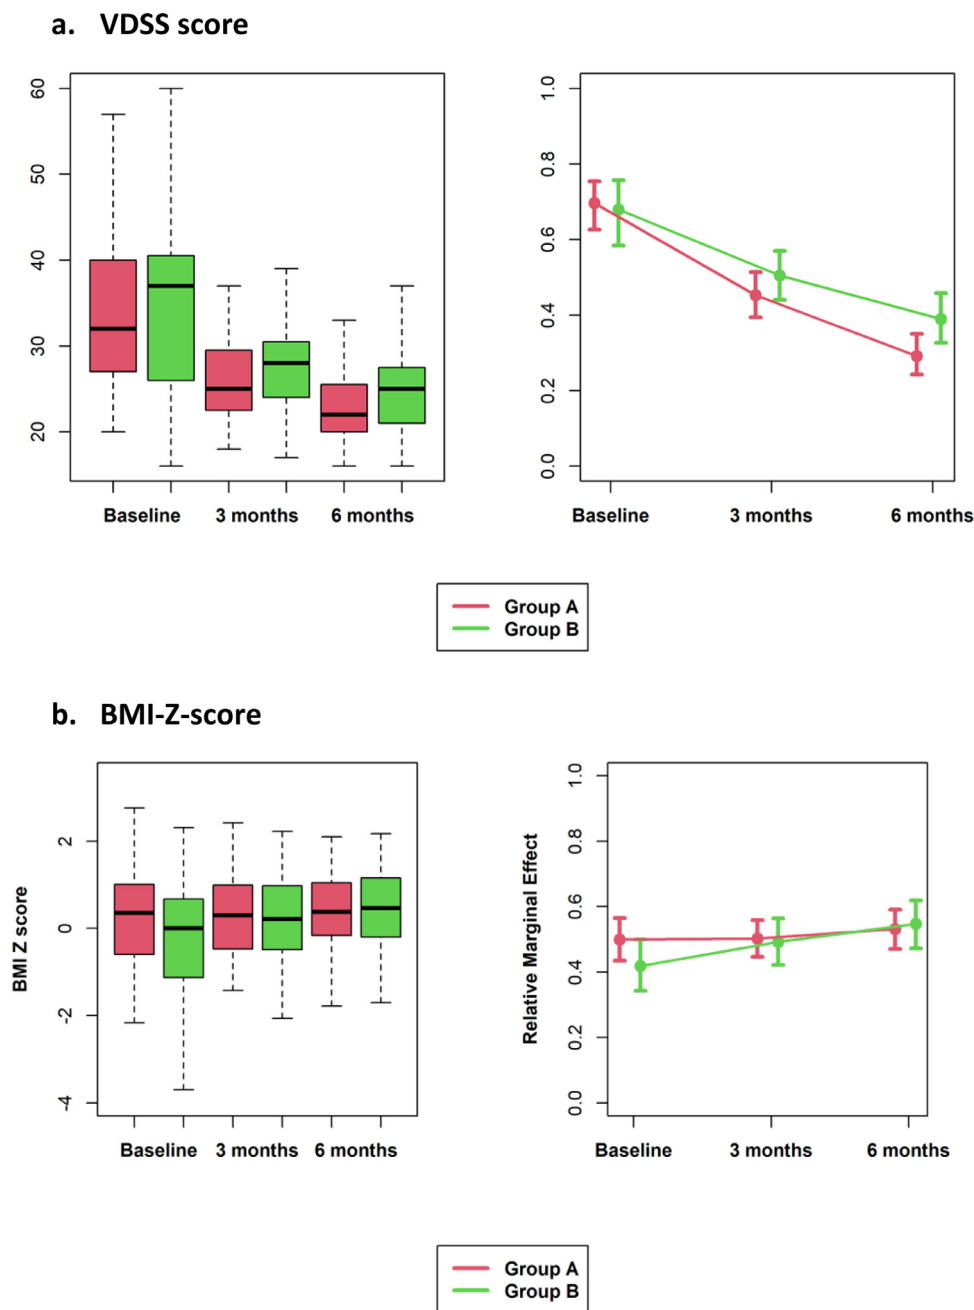 a. VDSS score
60
50
40
30
20
Baseline 3 months 6 months
1.0
0.8
0.6
0.4
0.2
0.0
Baseline 3 months 6 months
Group A
Group B
b. BMI-Z-score
BMI Z score
2
0
-2
-4
Baseline 3 months 6 months
Relative Marginal Effect
1.0
0.8
0.6
0.4
0.2
0.0
Baseline 3 months 6 months
Group A
Group B